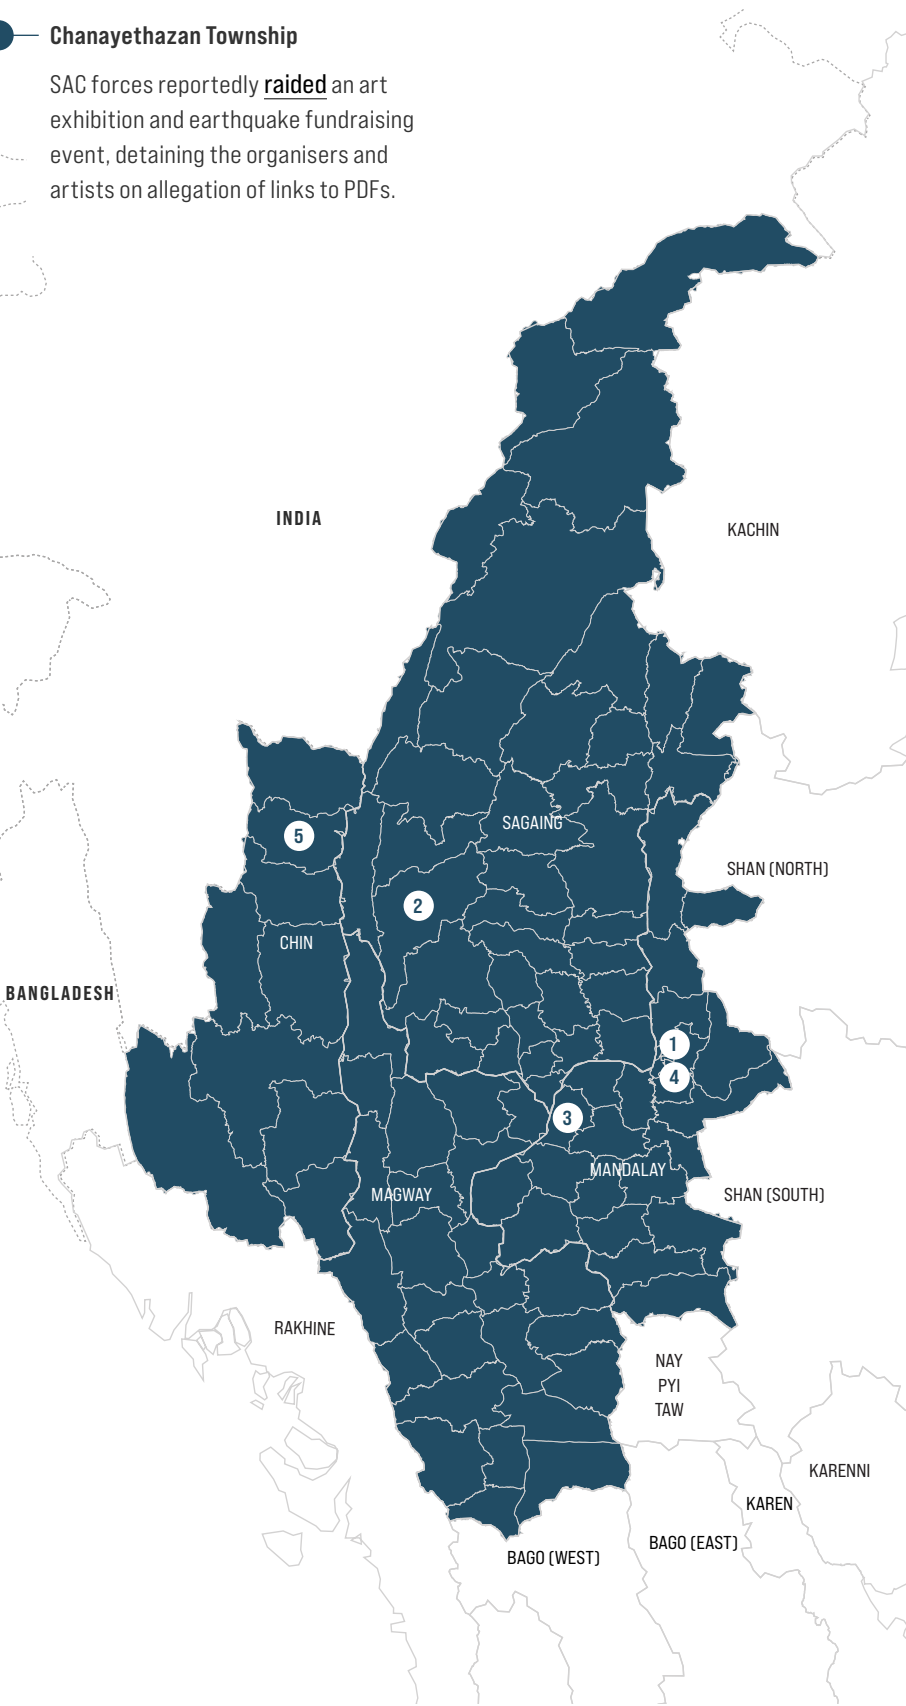 Chanayethazan Township
SAC forces reportedly raided an art
exhibition and earthquake fundraising
event, detaining the organisers and
artists on allegation of links to PDFs.
INDIA
KACHIN
SAGAING
5
SHAN (NORTH)
2
CHIN
BANGLADESH
1
4
3
MANDALAY
MAGWAY
SHAN (SOUTH)
RAKHINE
NAY
PYI
TAW
KARENNI
KAREN
BAGO (EAST)
BAGO (WEST)